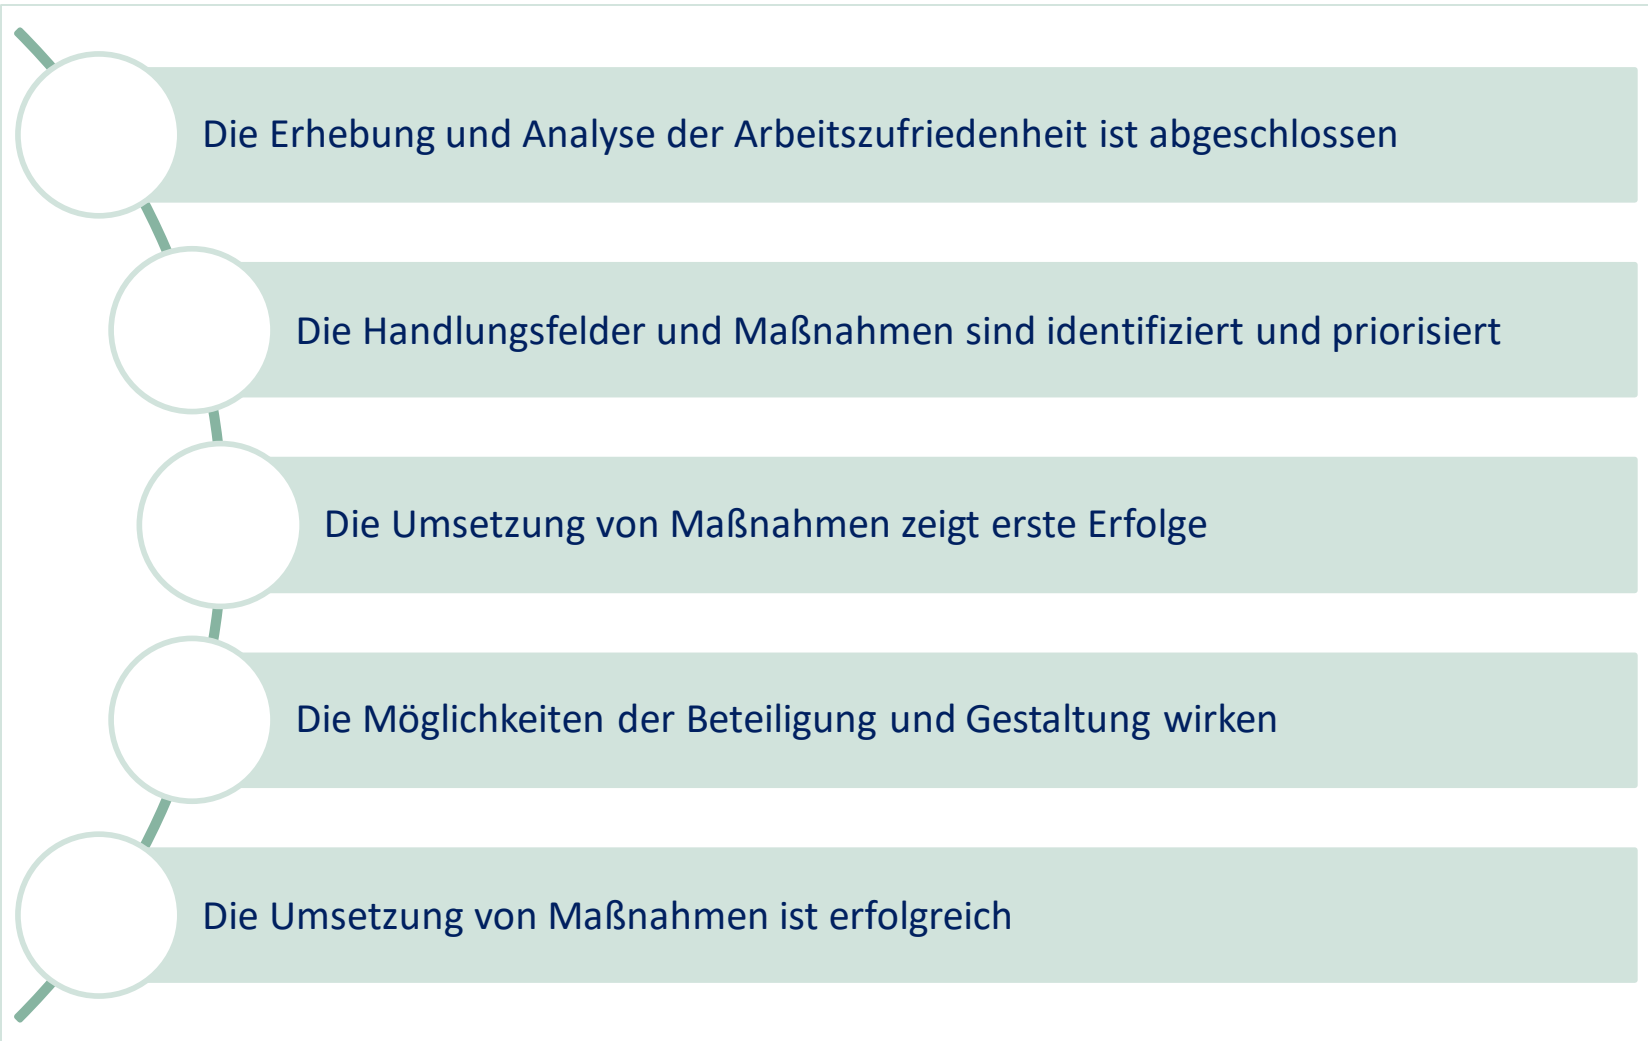 Die Erhebung und Analyse der Arbeitszufriedenheit ist abgeschlossen
Die Handlungsfelder und Maßnahmen sind identifiziert und priorisiert
Die Umsetzung von Maßnahmen zeigt erste Erfolge
Die Möglichkeiten der Beteiligung und Gestaltung wirken
Die Umsetzung von Maßnahmen ist erfolgreich